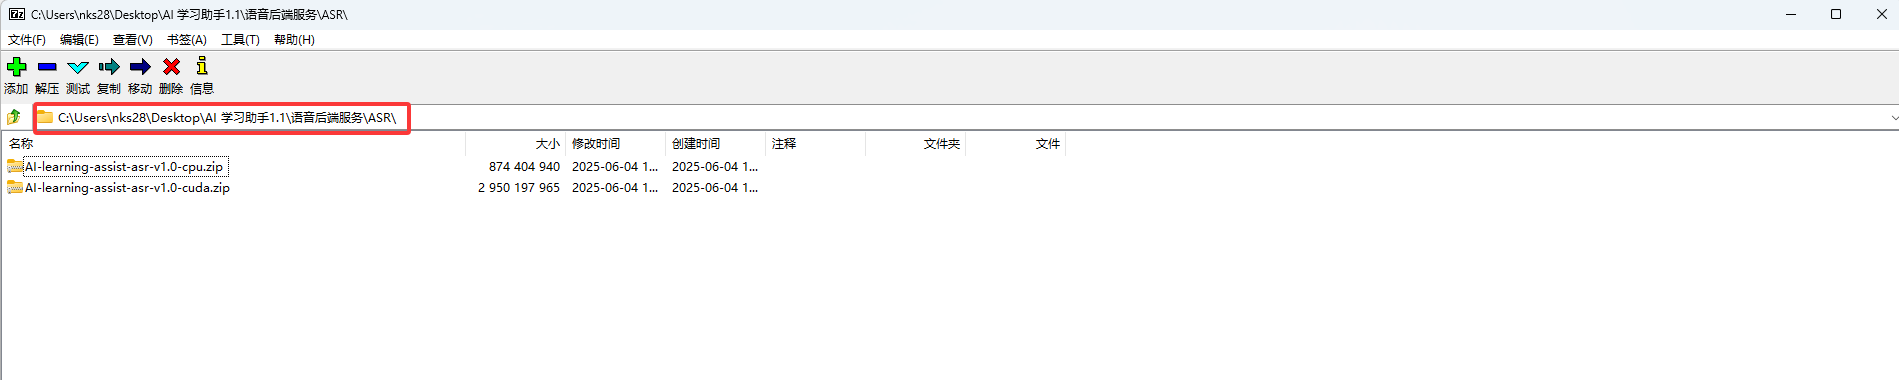 C:\Users\nks28\Desktop\AI 学习助手1.1\语音后端服务\ASR\
文件(F) 编辑(E) 查看(V) 书签(A) 工具(T) 帮助(H)
添加 解压 测试 复制 移动 删除 信息
C:\Users\nks28\Desktop\AI 学习助手1.1\语音后端服务\ASR\
名称 大小 修改时间 创建时间 注释 文件夹 文件
AI-learning-assist-asr-v1.0-cpu.zip 874 404 940 2025-06-04 1... 2025-06-04 1...
AI-learning-assist-asr-v1.0-cuda.zip 2 950 197 965 2025-06-04 1... 2025-06-04 1...